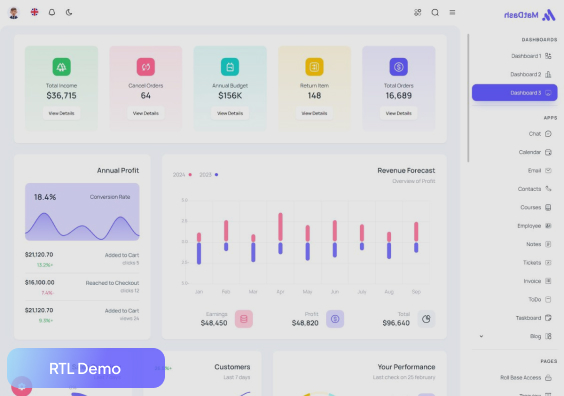 MatDash
DASHBOARDS
Dashboard 1
Dashboard 2
Dashboard 3
APPS
Chat
Calendar
Email
Contacts
Courses
Employee
Notes
Tickets
Invoice
ToDo
Taskboard
Blog
PAGES
Roll Base Access
Total Income
$36,715
View Details
Cancel Orders
64
View Details
Annual Budget
$156K
View Details
Return Item
148
View Details
Total Orders
16,689
View Details
Annual Profit
18.4%
Conversion Rate
$21,120.70
Added to Cart
13.2%+
clicks 5
$16,100.00
Reached to Checkout
7.4%
clicks 12
$21,120.70
Added to Cart
9.3%+
views 24
Revenue Forecast
Overview of Profit
2024
2023
Jan Feb Mar Apr May Jun July Aug Sep
Earnings
$48,450
Profit
$48,820
Total
$96,640
Customers
Last 7 days
Your Performance
Last check on 25 february
RTL Demo